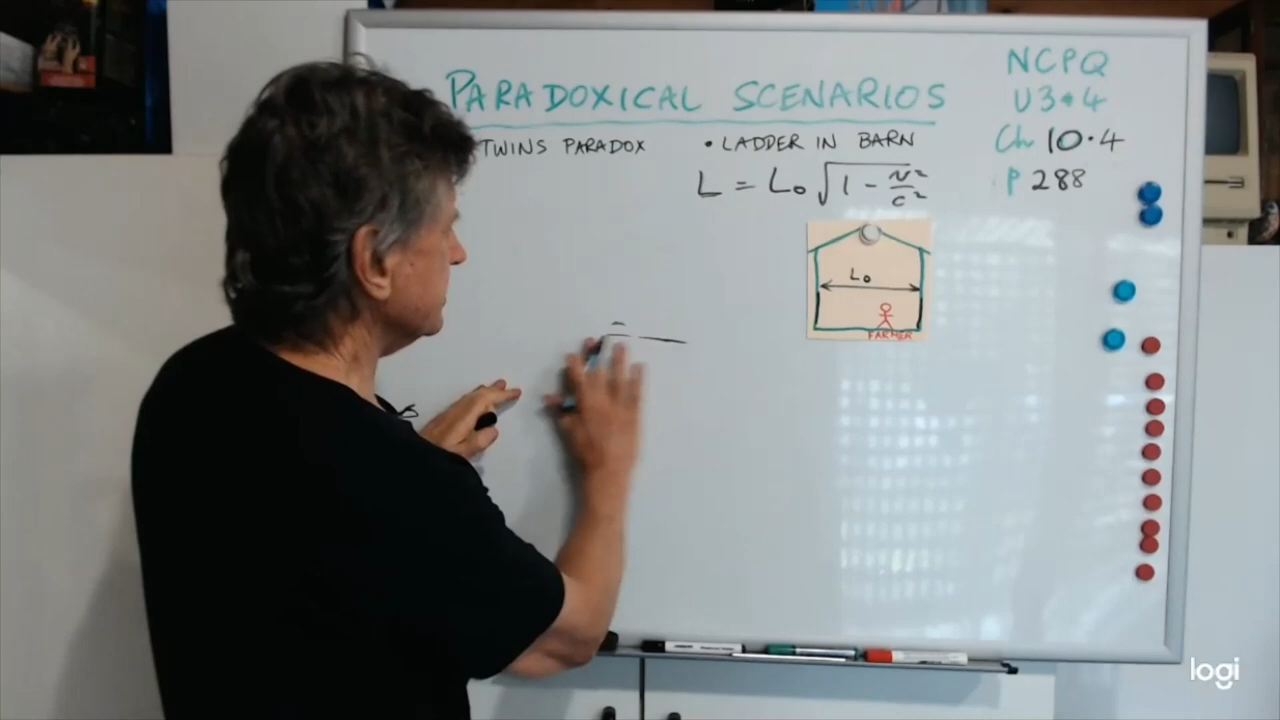 PARADOXICAL SCENARIOS
TWINS PARADOX
• LADDER IN BARN
L = L₀ √(1 - v²/c²)
NCPQ
U3+4
Ch 10.4
p 288
L₀
FARMER
logi